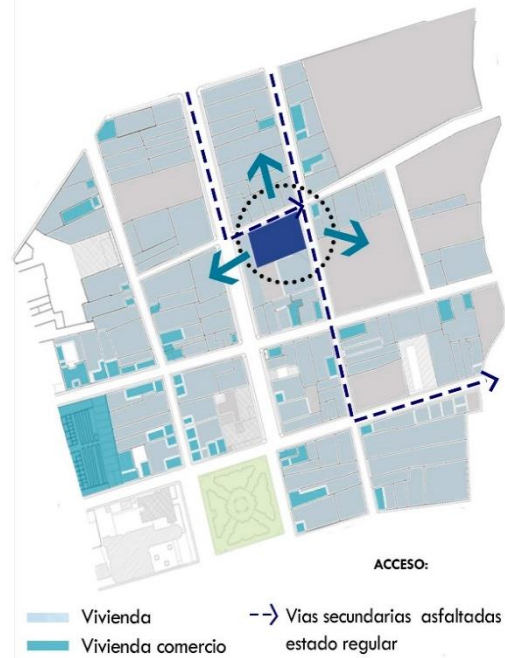 ACCESO:
Vivienda
Vias secundarias asfaltadas
Vivienda comercio
estado regular